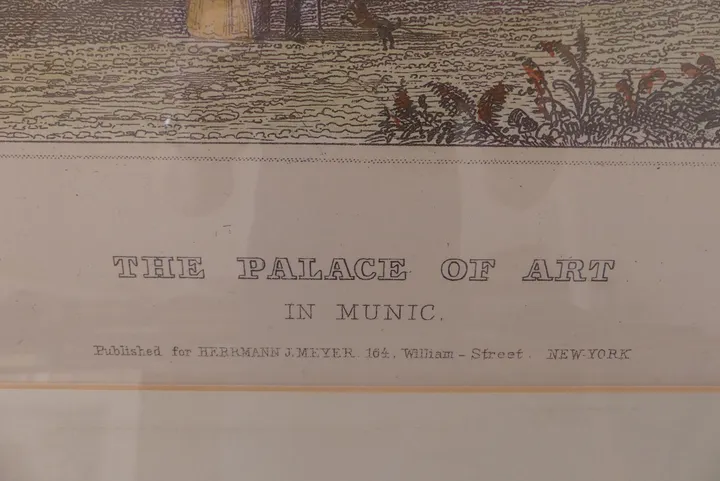 THE PALACE OF ART
IN MUNIC.
Published for HERRMANN J. MEYER. 164. William-Street. NEW-YORK